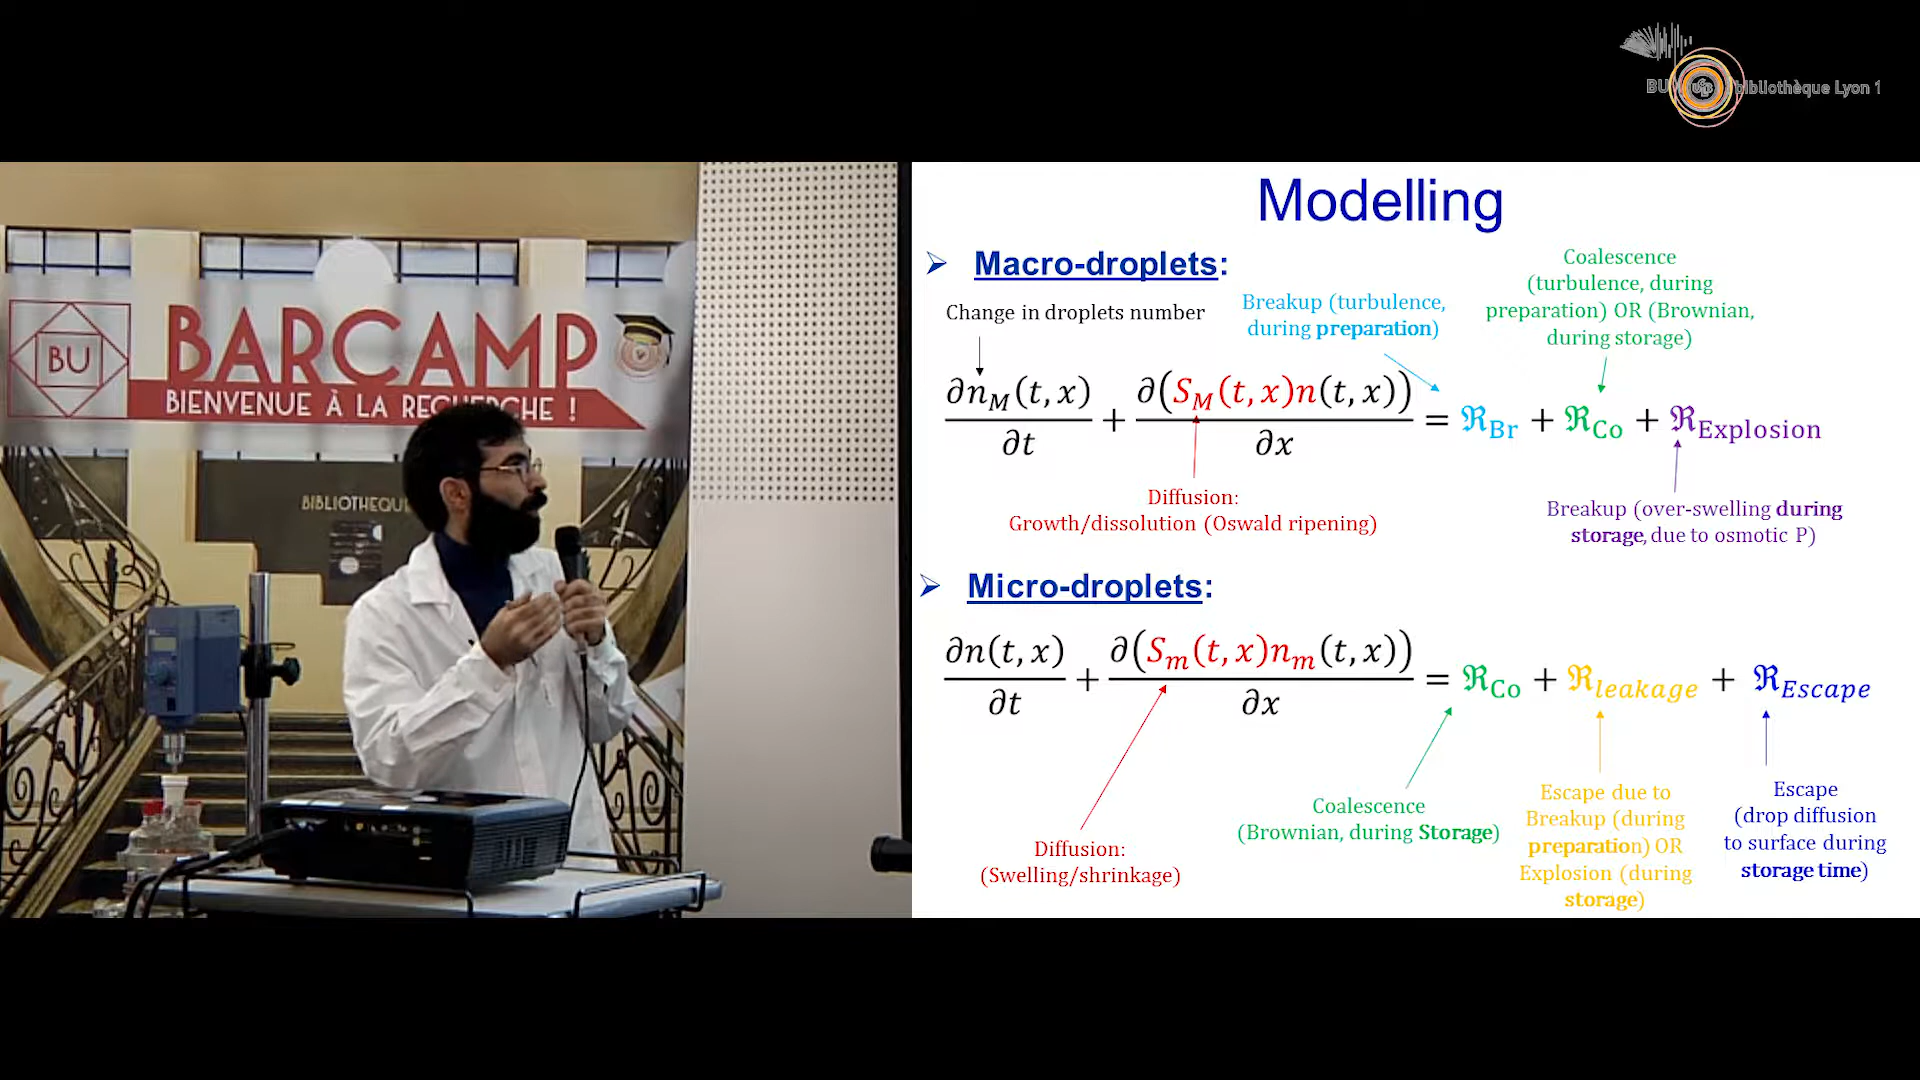 bibliothèque Lyon 1
BU
BARCAMP
BIENVENUE À LA RECHERCHE !
Modelling
Macro-droplets:
Change in droplets number
Breakup (turbulence,
during preparation)
Coalescence
(turbulence, during
preparation) OR (Brownian,
during storage)
∂n_M(t,x)/∂t + ∂(S_M(t,x)n(t,x))/∂x = ℜ_Br + ℜ_Co + ℜ_Explosion
Diffusion:
Growth/dissolution (Oswald ripening)
Breakup (over-swelling during
storage, due to osmotic P)
Micro-droplets:
∂n(t,x)/∂t + ∂(S_m(t,x)n_m(t,x))/∂x = ℜ_Co + ℜ_leakage + ℜ_Escape
Diffusion:
(Swelling/shrinkage)
Coalescence
(Brownian, during Storage)
Escape due to
Breakup (during
preparation) OR
Explosion (during
storage)
Escape
(drop diffusion
to surface during
storage time)